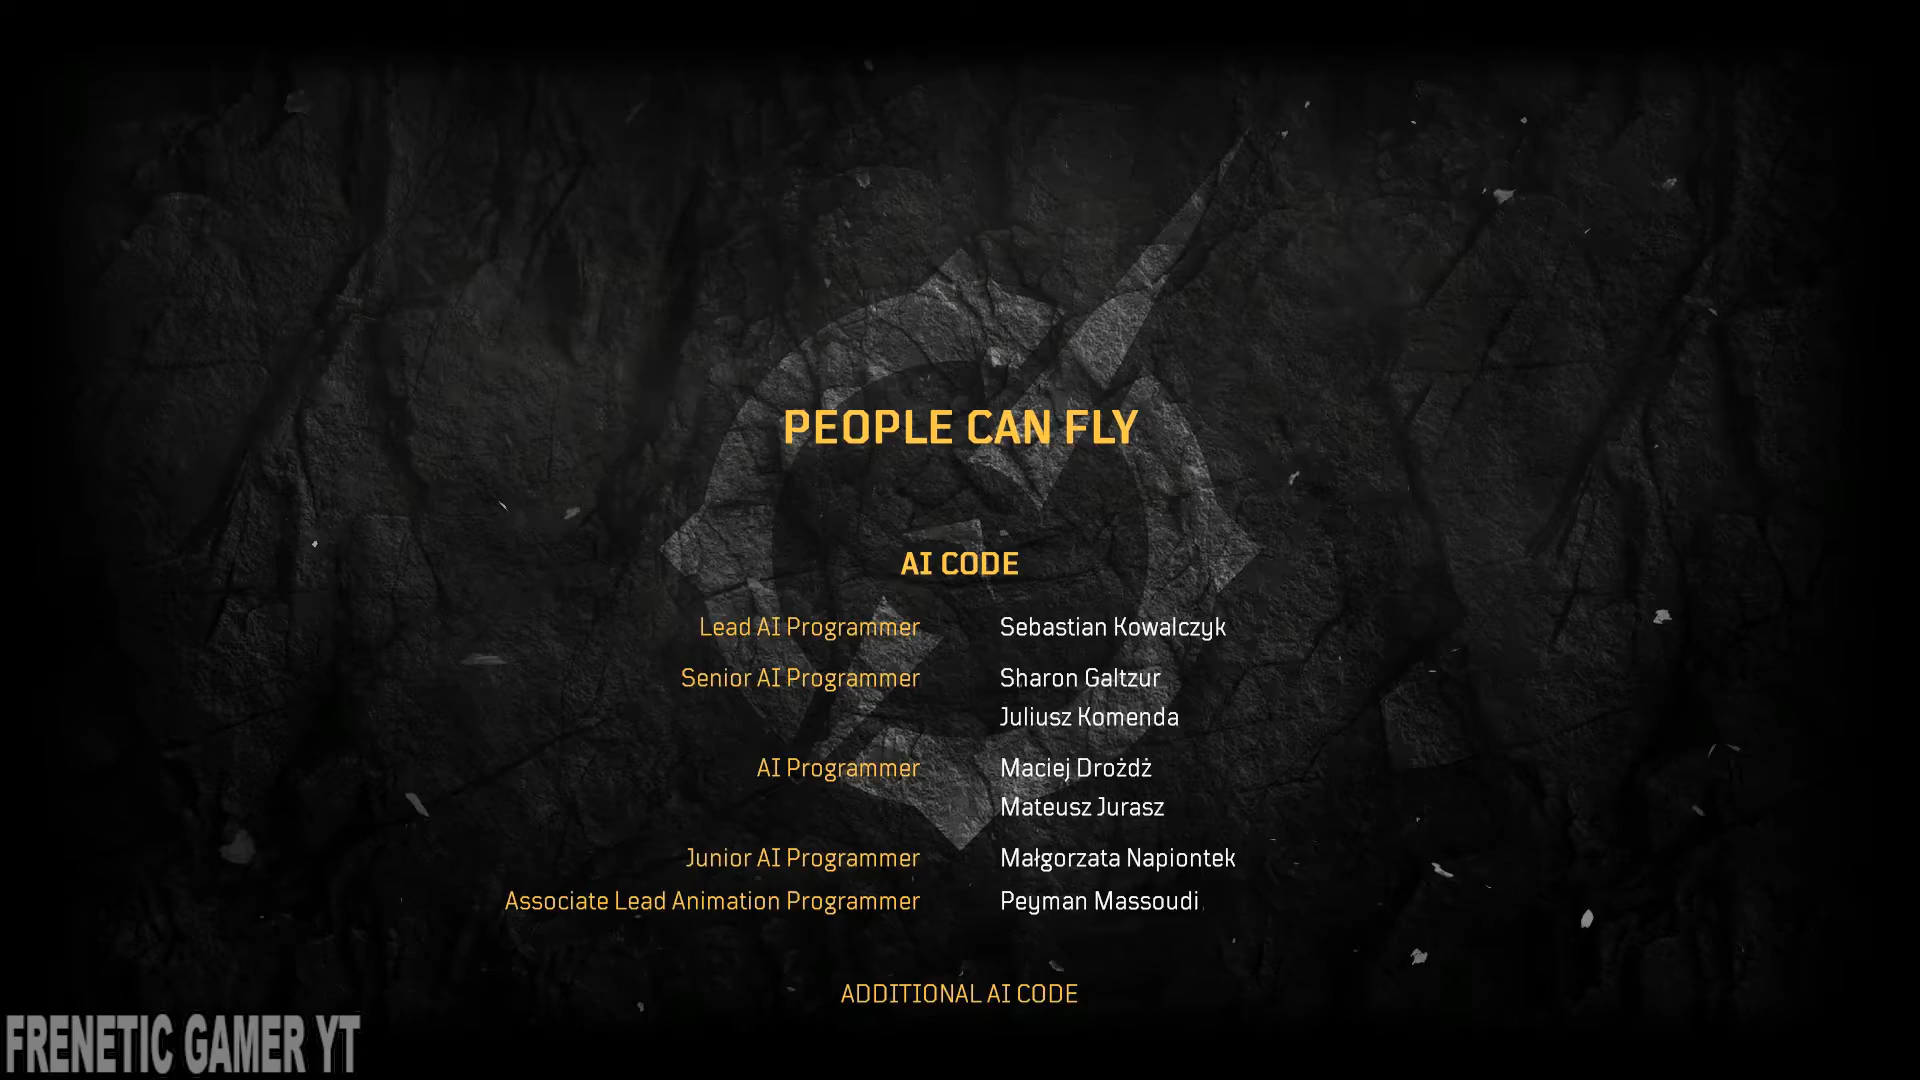 PEOPLE CAN FLY
AI CODE
Lead AI Programmer Sebastian Kowalczyk
Senior AI Programmer Sharon Galtzur
Juliusz Komenda
AI Programmer Maciej Drożdż
Mateusz Jurasz
Junior AI Programmer Małgorzata Napiontek
Associate Lead Animation Programmer Peyman Massoudi
ADDITIONAL AI CODE
FRENETIC GAMER YT